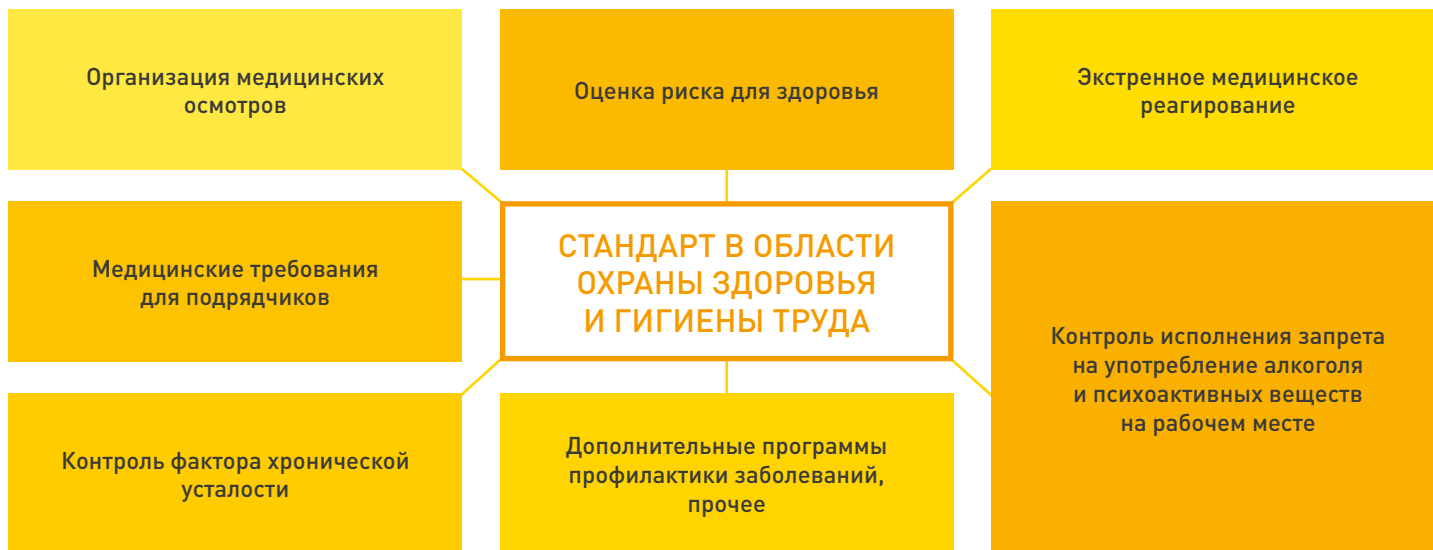 Организация медицинских
осмотров
Оценка риска для здоровья
Экстренное медицинское
реагирование
Медицинские требования
для подрядчиков
СТАНДАРТ В ОБЛАСТИ
ОХРАНЫ ЗДОРОВЬЯ
И ГИГИЕНЫ ТРУДА
Контроль исполнения запрета
на употребление алкоголя
и психоактивных веществ
на рабочем месте
Контроль фактора хронической
усталости
Дополнительные программы
профилактики заболеваний,
прочее